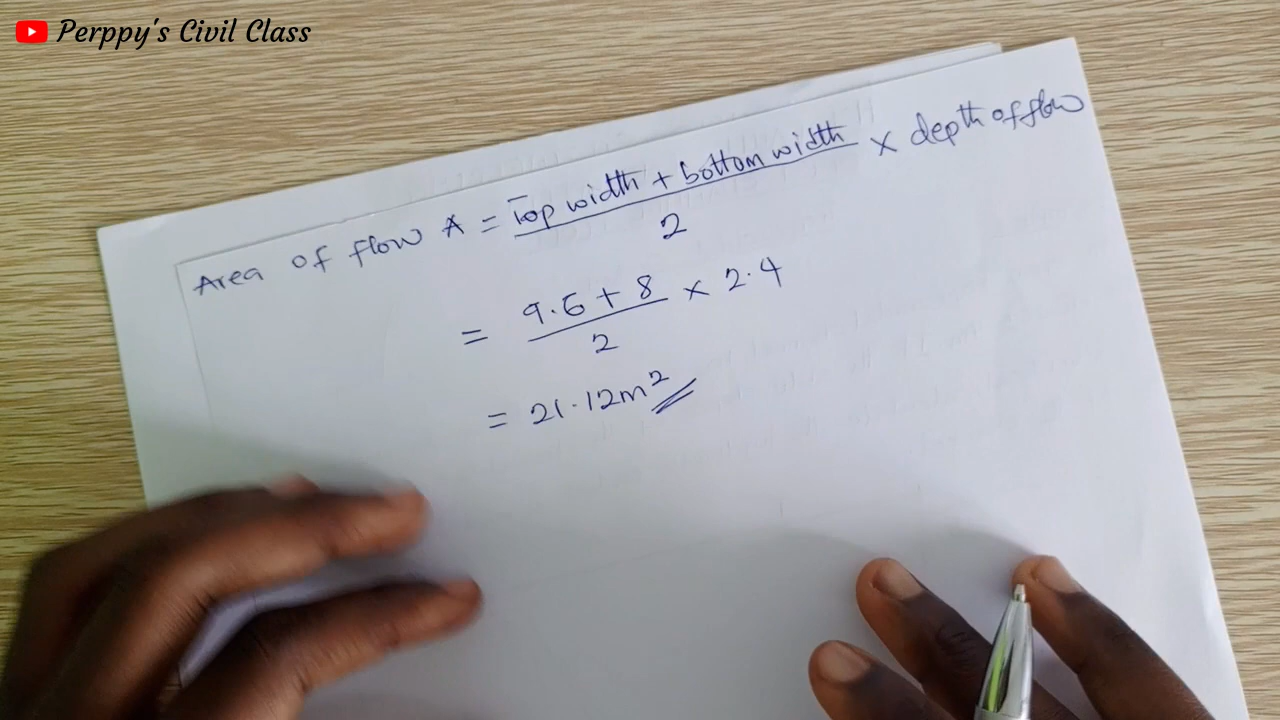 Perppy's Civil Class
Area of flow A = Top width + bottom width / 2 × depth of flow
= 9.6 + 8 / 2 × 2.4
= 21.12m²